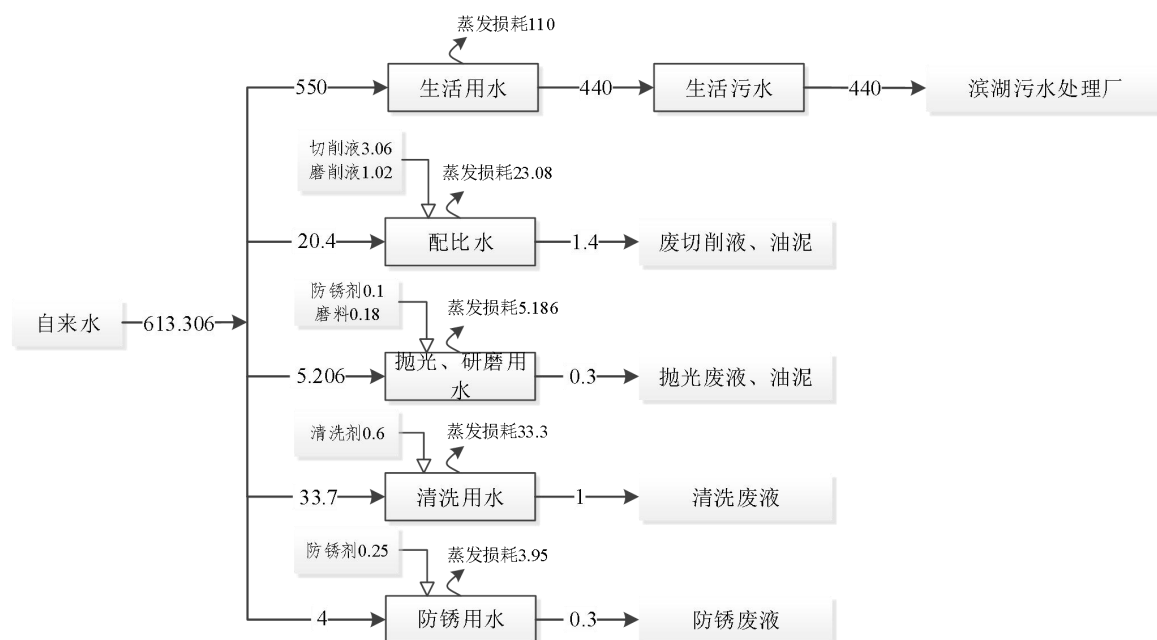 蒸发损耗110
550
生活用水
440
生活污水
440
滨湖污水处理厂
切削液3.06
磨削液1.02
蒸发损耗23.08
20.4
配比水
1.4
废切削液、油泥
自来水
613.306
防锈剂0.1
磨料0.18
蒸发损耗5.186
5.206
抛光、研磨用
水
0.3
抛光废液、油泥
清洗剂0.6
蒸发损耗33.3
33.7
清洗用水
1
清洗废液
防锈剂0.25
蒸发损耗3.95
4
防锈用水
0.3
防锈废液